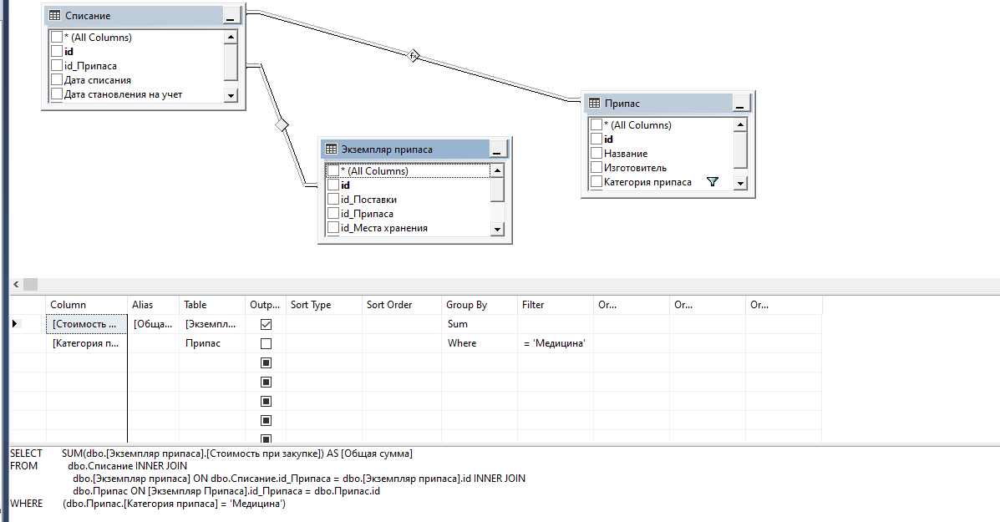 Списание
* (All Columns)
id
id_Припаса
Дата списания
Дата становления на учет
fx
Припас
* (All Columns)
id
Название
Изготовитель
Категория припаса
Экземпляр припаса
* (All Columns)
id
id_Поставки
id_Припаса
id_Места хранения
Column Alias Table Outp... Sort Type Sort Order Group By Filter Or... Or... Or...
[Стоимость ... [Обща... [Экземпл... Sum
[Категория п... Припас Where = 'Медицина'
SELECT SUM(dbo.[Экземпляр припаса].[Стоимость при закупке]) AS [Общая сумма]
FROM dbo.Списание INNER JOIN
dbo.[Экземпляр припаса] ON dbo.Списание.id_Припаса = dbo.[Экземпляр припаса].id INNER JOIN
dbo.Припас ON [Экземпляр Припаса].id_Припаса = dbo.Припас.id
WHERE (dbo.Припас.[Категория припаса] = 'Медицина')